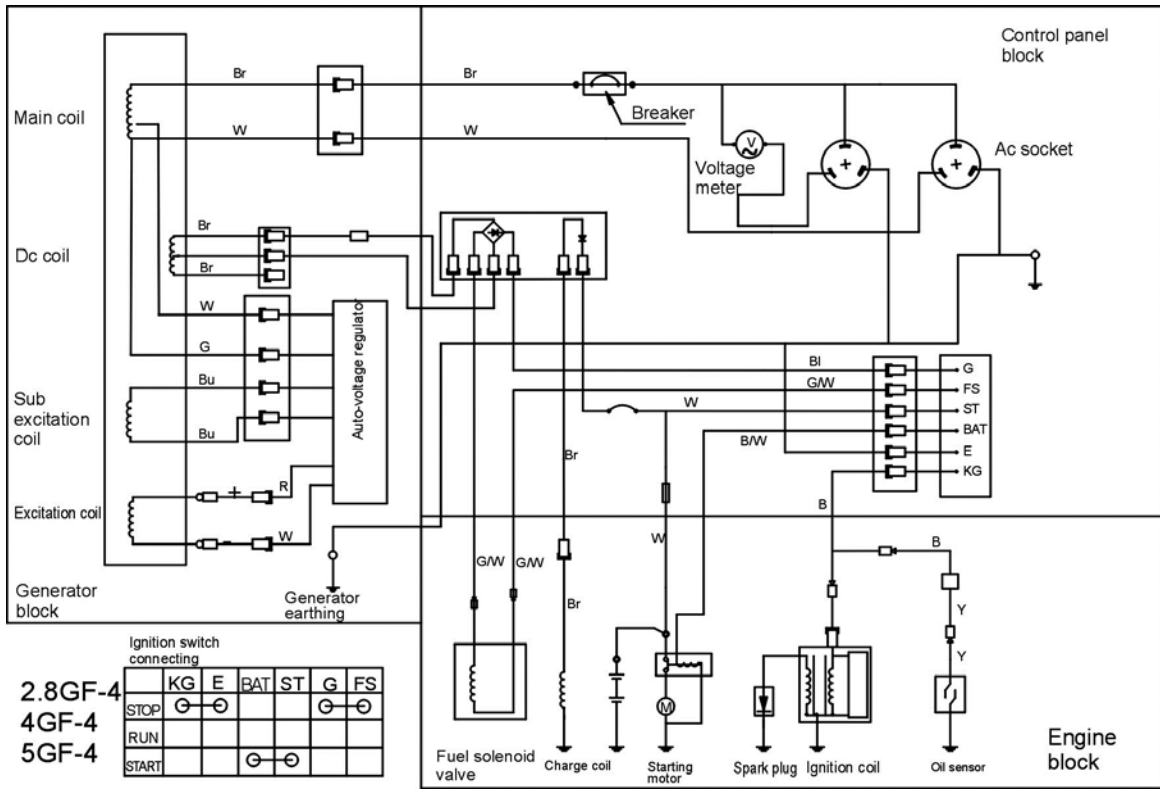 Control panel
block
Main coil
Br
Br
Breaker
W
W
V
Voltage
meter
Ac socket
Dc coil
Br
Br
W
G
Bu
Bu
Sub
excitation
coil
Auto-voltage regulator
Excitation coil
+
R
-
W
Generator
block
Generator
earthing
Bl
G
G/W
FS
W
ST
B/W
BAT
E
KG
Br
B
W
B
G/W
G/W
Br
Y
Y
M
Fuel solenoid
valve
Charge coil
Starting
motor
Spark plug
Ignition coil
Oil sensor
Engine
block
Ignition switch
connecting
2.8GF-4
4GF-4
5GF-4
KG E BAT ST G FS
STOP
RUN
START